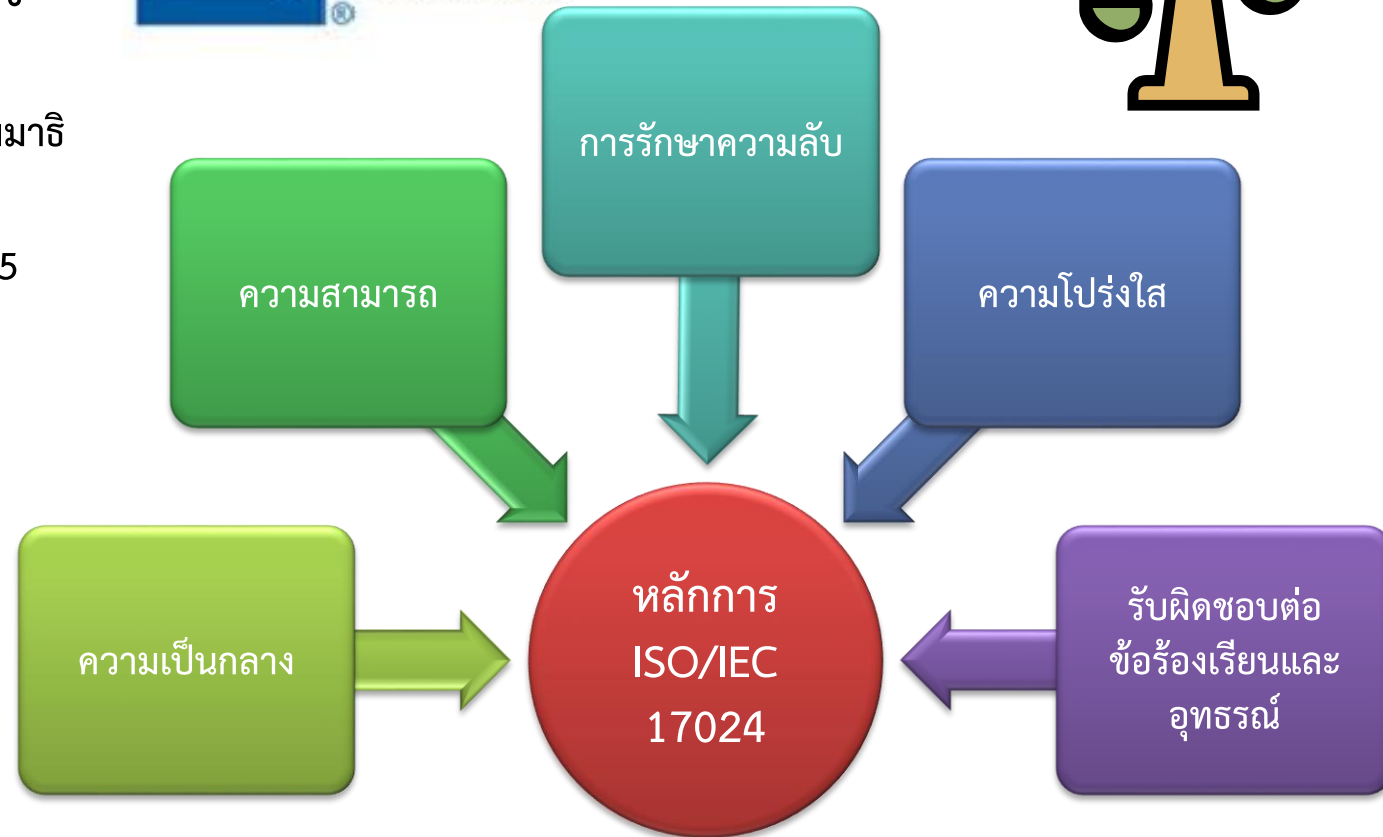 ®
การรักษาความลับ
ความสามารถ
ความโปร่งใส
5
หลักการ
ISO/IEC
17024
ความเป็นกลาง
รับผิดชอบต่อ
ข้อร้องเรียนและ
อุทธรณ์